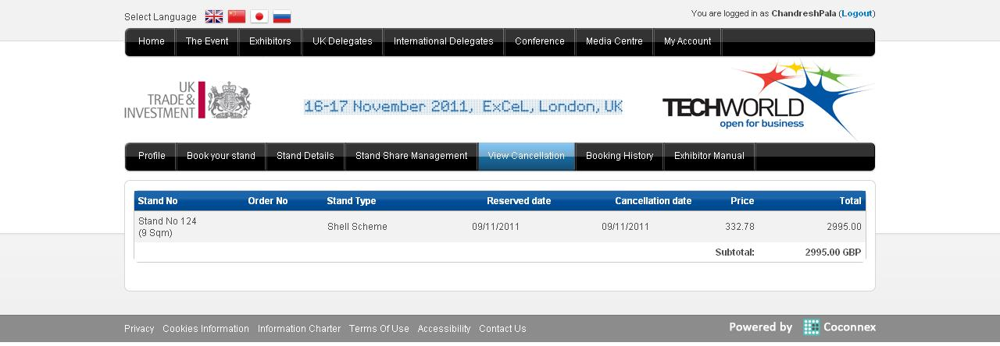 Select Language
You are logged in as ChandreshPala (Logout)
Home The Event Exhibitors UK Delegates International Delegates Conference Media Centre My Account
UK
TRADE &
INVESTMENT
16-17 November 2011, ExCeL, London, UK
TECHWORLD
open for business
Profile Book your stand Stand Details Stand Share Management View Cancellation Booking History Exhibitor Manual
Stand No Order No Stand Type Reserved date Cancellation date Price Total
Stand No 124
(9 Sqm) Shell Scheme 09/11/2011 09/11/2011 332.78 2995.00
Subtotal: 2995.00 GBP
Privacy Cookies Information Information Charter Terms Of Use Accessibility Contact Us
Powered by Coconnex